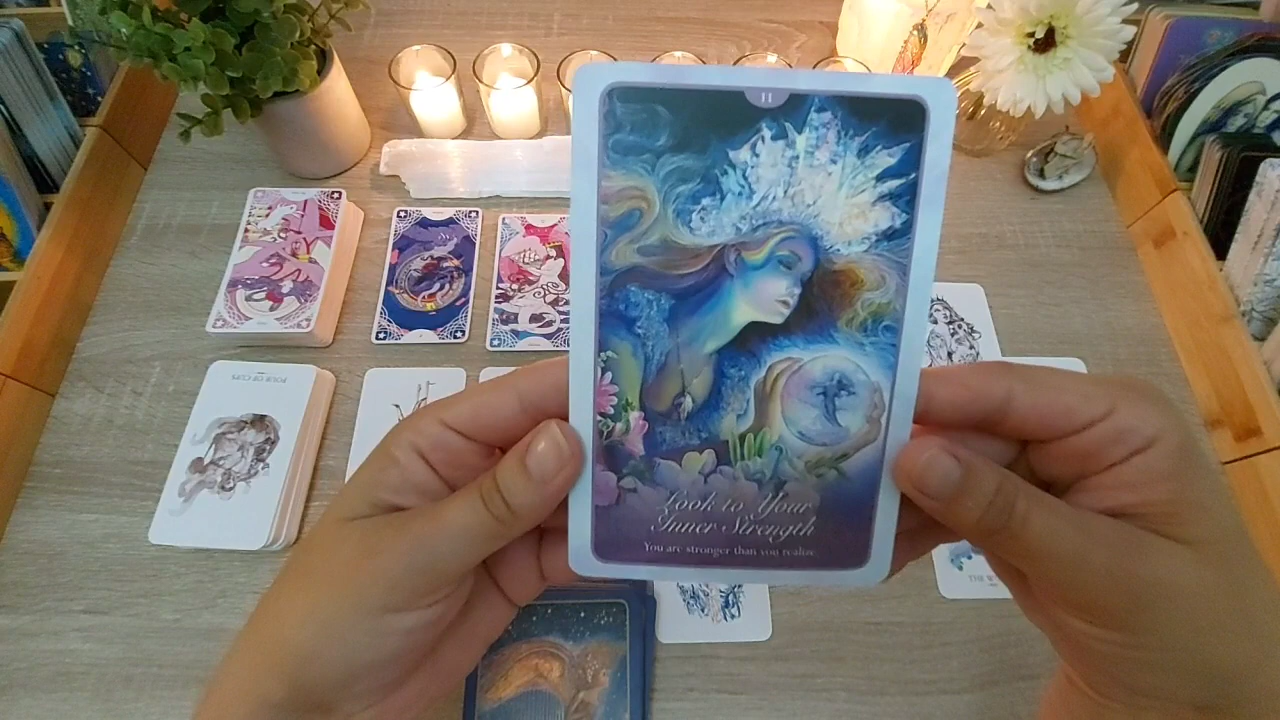 11
FOUR OF CUPS
Look to Your
Inner Strength
You are stronger than you realize.